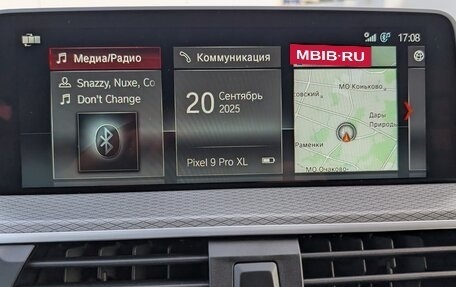 17:08
Медиа/Радио
Snazzy, Nuxe, Co
Don't Change
Коммуникация
20 Сентябрь
2025
Pixel 9 Pro XL
MBIB-RU
МО Коньково
овский
Дары
Природы
Раменки
МО Очаково-